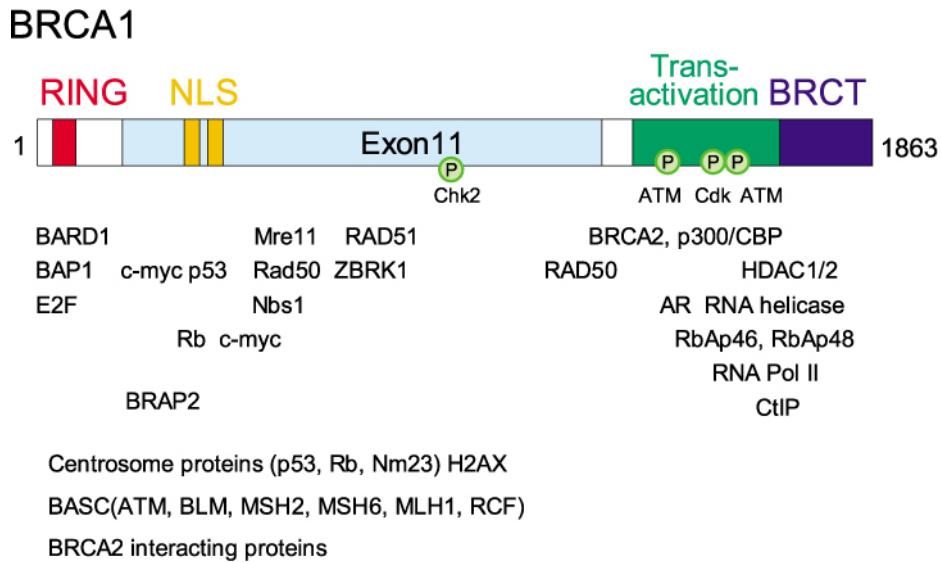 BRCA1
RING NLS Trans-
activation BRCT
1 Exon11 1863
P P P P
Chk2 ATM Cdk ATM
BARD1 Mre11 RAD51 BRCA2, p300/CBP
BAP1 c-myc p53 Rad50 ZBRK1 RAD50 HDAC1/2
E2F Nbs1 AR RNA helicase
Rb c-myc RbAp46, RbAp48
RNA Pol II
BRAP2 CtIP
Centrosome proteins (p53, Rb, Nm23) H2AX
BASC(ATM, BLM, MSH2, MSH6, MLH1, RCF)
BRCA2 interacting proteins